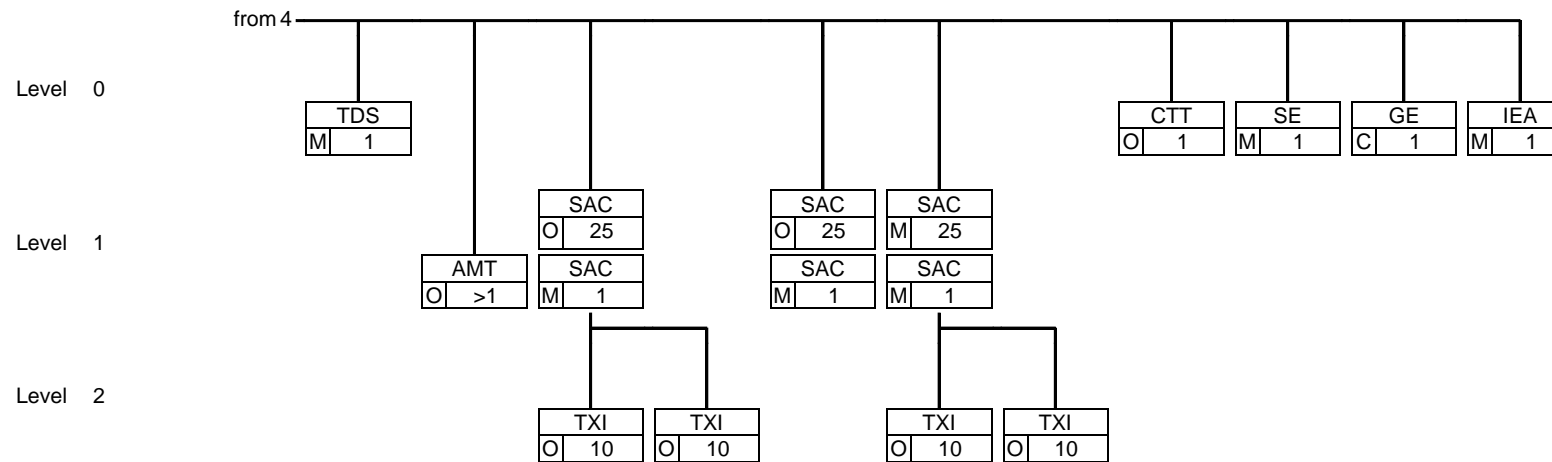 from 4
Level 0
TDS
M 1
CTT
O 1
SE
M 1
GE
C 1
IEA
M 1
Level 1
SAC
O 25
SAC
O 25
SAC
M 25
AMT
O >1
SAC
M 1
SAC
M 1
SAC
M 1
Level 2
TXI
O 10
TXI
O 10
TXI
O 10
TXI
O 10